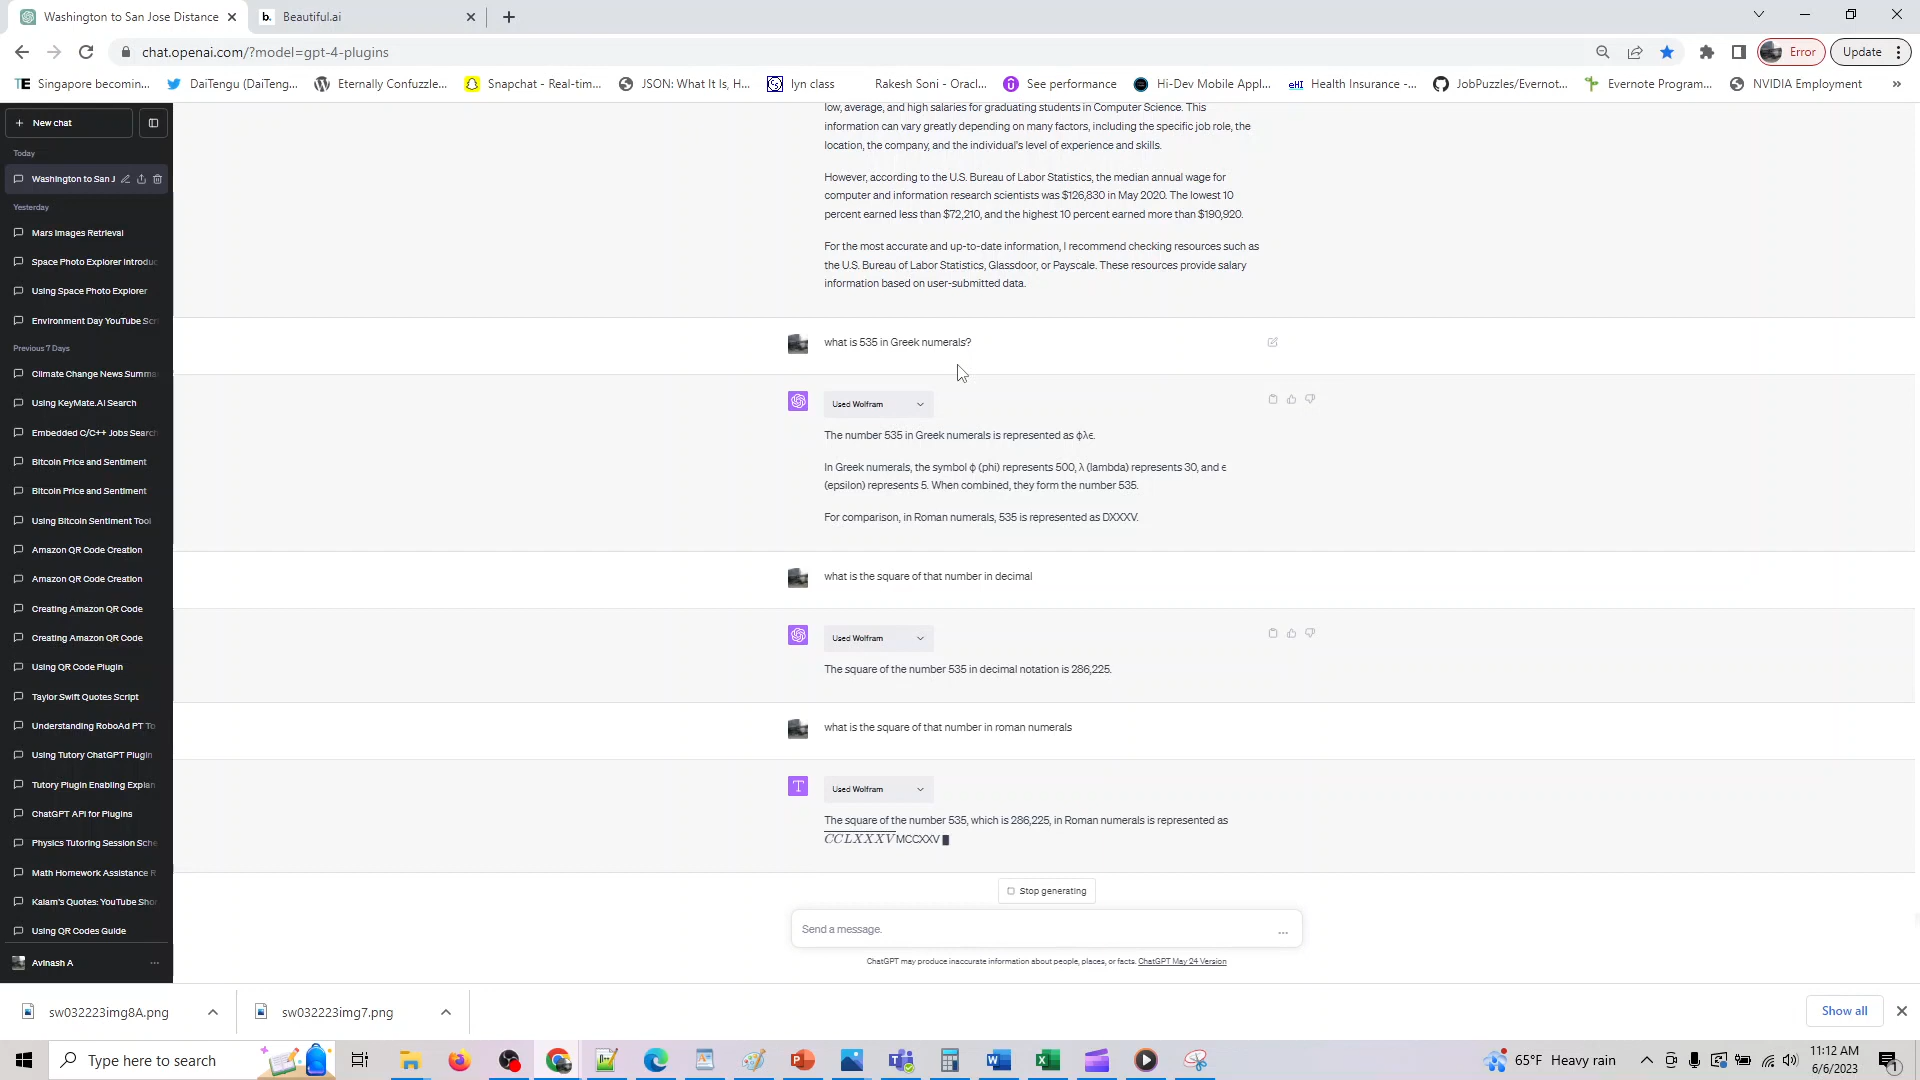 Washington to San Jose Distance
b. Beautiful.ai
chat.openai.com/?model=gpt-4-plugins
Error
Update
TE Singapore becomin...
DaiTengu (DaiTeng...
Eternally Confuzzle...
Snapchat - Real-tim...
JSON: What It Is, H...
lyn class
Rakesh Soni - Oracl...
See performance
Hi-Dev Mobile Appl...
eHI Health Insurance -...
JobPuzzles/Evernot...
Evernote Program...
NVIDIA Employment
»
+ New chat
Today
Washington to San J
Yesterday
Mars Images Retrieval
Space Photo Explorer Introduc
Using Space Photo Explorer
Environment Day YouTube Scr
Previous 7 Days
Climate Change News Summa
Using KeyMate.AI Search
Embedded C/C++ Jobs Search
Bitcoin Price and Sentiment
Bitcoin Price and Sentiment
Using Bitcoin Sentiment Tool
Amazon QR Code Creation
Amazon QR Code Creation
Creating Amazon QR Code
Creating Amazon QR Code
Using QR Code Plugin
Taylor Swift Quotes Script
Understanding RoboAd PT To
Using Tutory ChatGPT Plugin
Tutory Plugin Enabling Explan
ChatGPT API for Plugins
Physics Tutoring Session Sche
Math Homework Assistance R
Kalam's Quotes: YouTube Shor
Using QR Codes Guide
Avinash A
low, average, and high salaries for graduating students in Computer Science. This
information can vary greatly depending on many factors, including the specific job role, the
location, the company, and the individual's level of experience and skills.
However, according to the U.S. Bureau of Labor Statistics, the median annual wage for
computer and information research scientists was $126,830 in May 2020. The lowest 10
percent earned less than $72,210, and the highest 10 percent earned more than $190,920.
For the most accurate and up-to-date information, I recommend checking resources such as
the U.S. Bureau of Labor Statistics, Glassdoor, or Payscale. These resources provide salary
information based on user-submitted data.
what is 535 in Greek numerals?
Used Wolfram
The number 535 in Greek numerals is represented as ϕλϵ.
In Greek numerals, the symbol ϕ (phi) represents 500, λ (lambda) represents 30, and ϵ
(epsilon) represents 5. When combined, they form the number 535.
For comparison, in Roman numerals, 535 is represented as DXXXV.
what is the square of that number in decimal
Used Wolfram
The square of the number 535 in decimal notation is 286,225.
what is the square of that number in roman numerals
T
Used Wolfram
The square of the number 535, which is 286,225, in Roman numerals is represented as
CCLXXXVMCCXXV
Stop generating
Send a message.
...
ChatGPT may produce inaccurate information about people, places, or facts. ChatGPT May 24 Version
sw032223img8A.png
sw032223img7.png
Show all
Type here to search
65°F Heavy rain
11:12 AM
6/6/2023
1